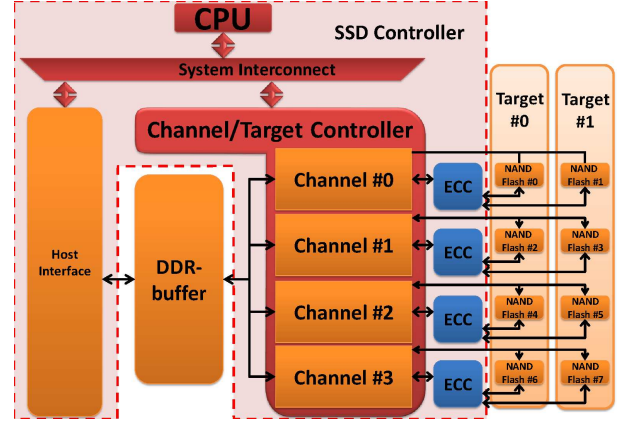 CPU
SSD Controller
System Interconnect
Channel/Target Controller
Target
#0
Target
#1
Host
Interface
DDR-
buffer
Channel #0
ECC
NAND
Flash #0
NAND
Flash #1
Channel #1
ECC
NAND
Flash #2
NAND
Flash #3
Channel #2
ECC
NAND
Flash #4
NAND
Flash #5
Channel #3
ECC
NAND
Flash #6
NAND
Flash #7